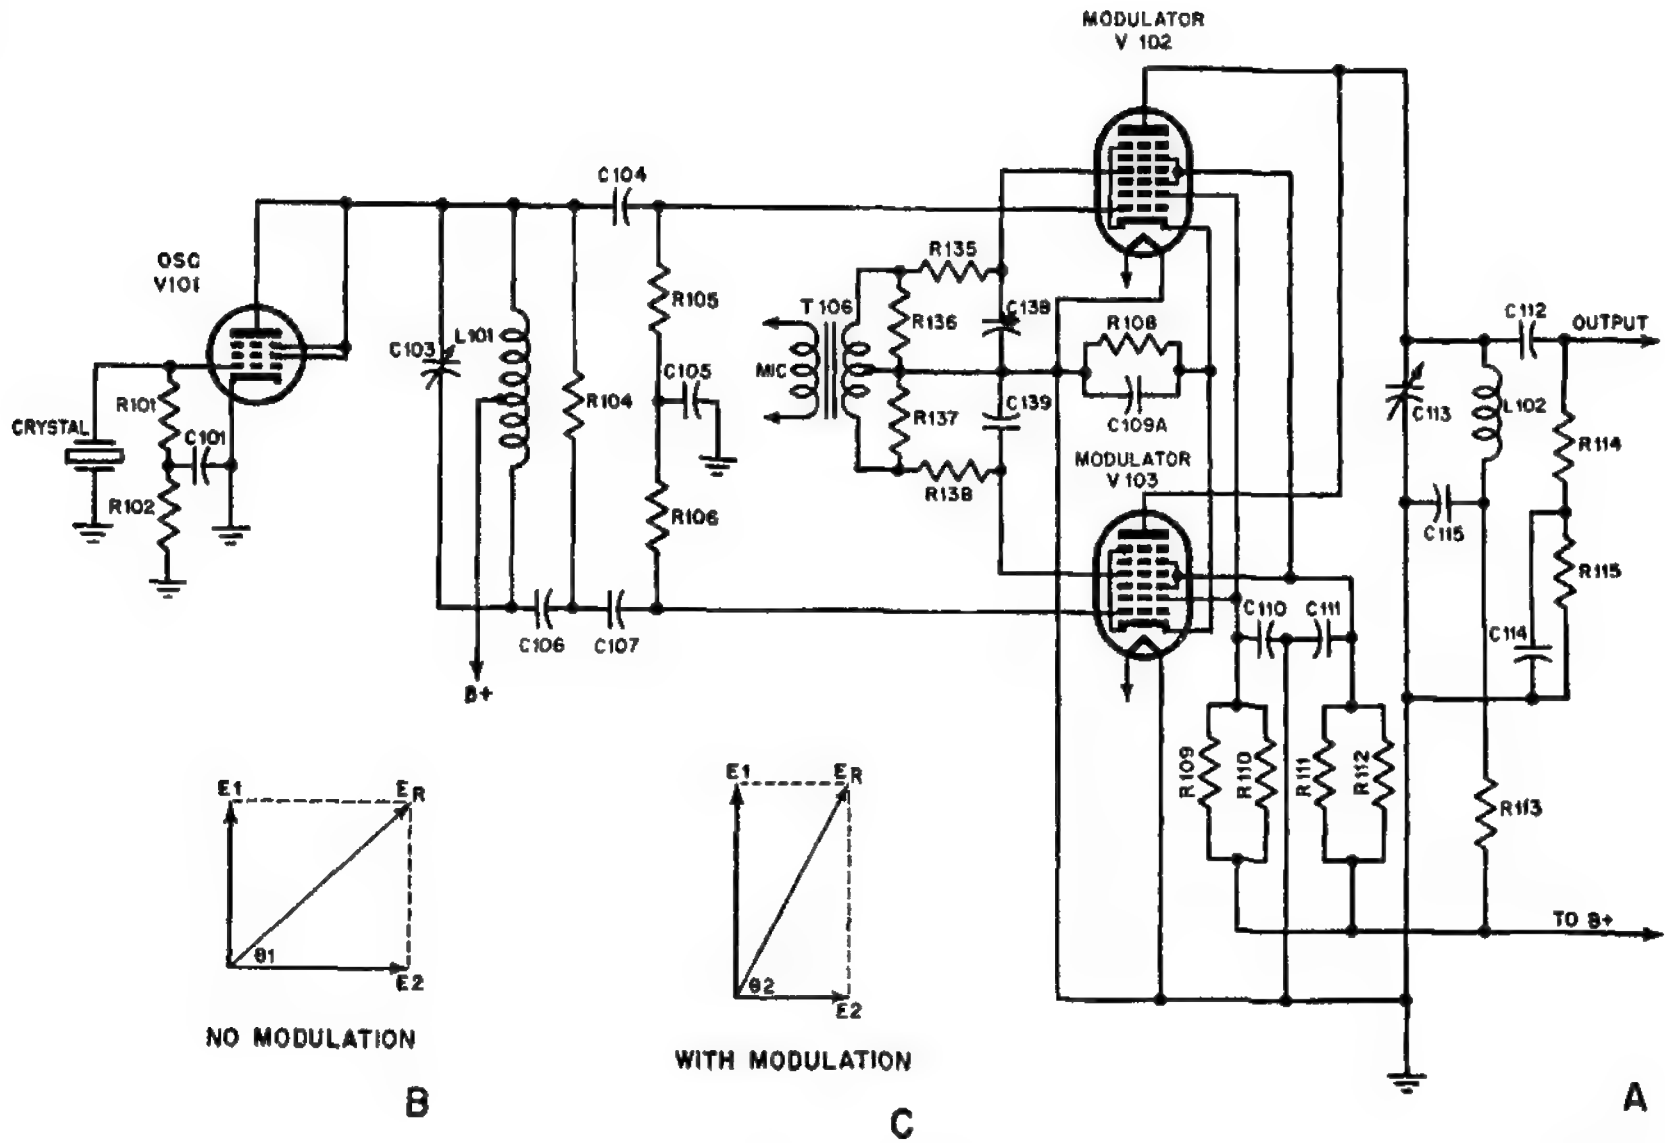 MODULATOR
V 102
C104
OSC
V101
R105
R135
T106
R136
C138
R108
C112
OUTPUT
C103
L101
MIC
C105
R104
R137
C139
C109A
C113
L102
R114
R101
CRYSTAL
C101
R102
R106
R138
MODULATOR
V 103
C115
R115
C106
C107
C110
C111
C114
B+
R109
R110
R111
R112
R113
E1
ER
θ1
E2
NO MODULATION
B
E1
ER
θ2
E2
WITH MODULATION
C
TO B+
A